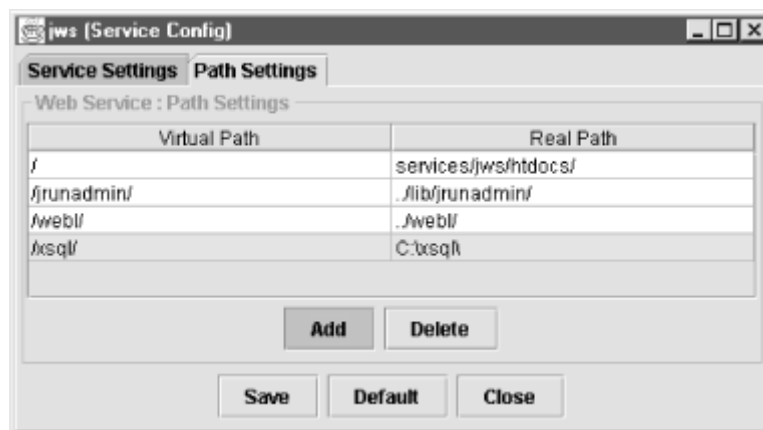 jws (Service Config)
Service Settings Path Settings
Web Service : Path Settings
Virtual Path Real Path
/ services/jws/htdocs/
/jrunadmin/ ../lib/jrunadmin/
/webl/ ../webl/
/xsql/ C:\xsql\
Add Delete
Save Default Close